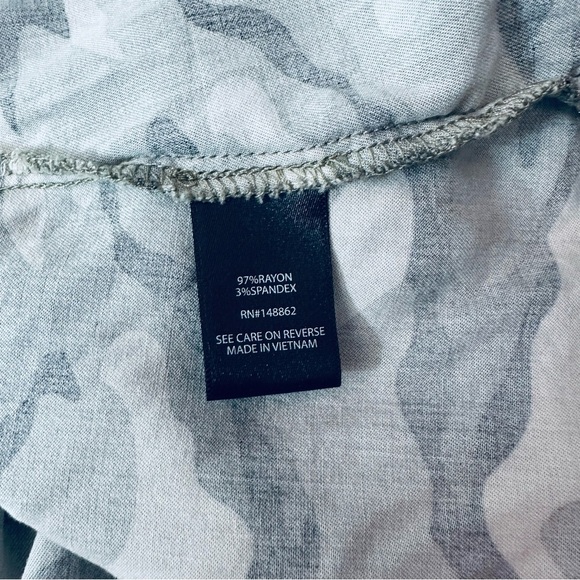 97%RAYON
3%SPANDEX
RN#148862
SEE CARE ON REVERSE
MADE IN VIETNAM